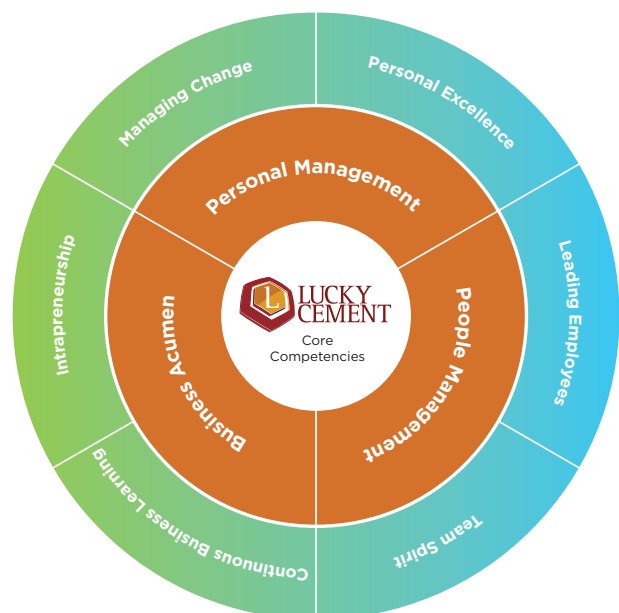 Managing Change
Personal Excellence
Leading Employees
Team Spirit
Continuous Business Learning
Intrapreneurship
Personal Management
People Management
Business Acumen
L
LUCKY
CEMENT
Core
Competencies